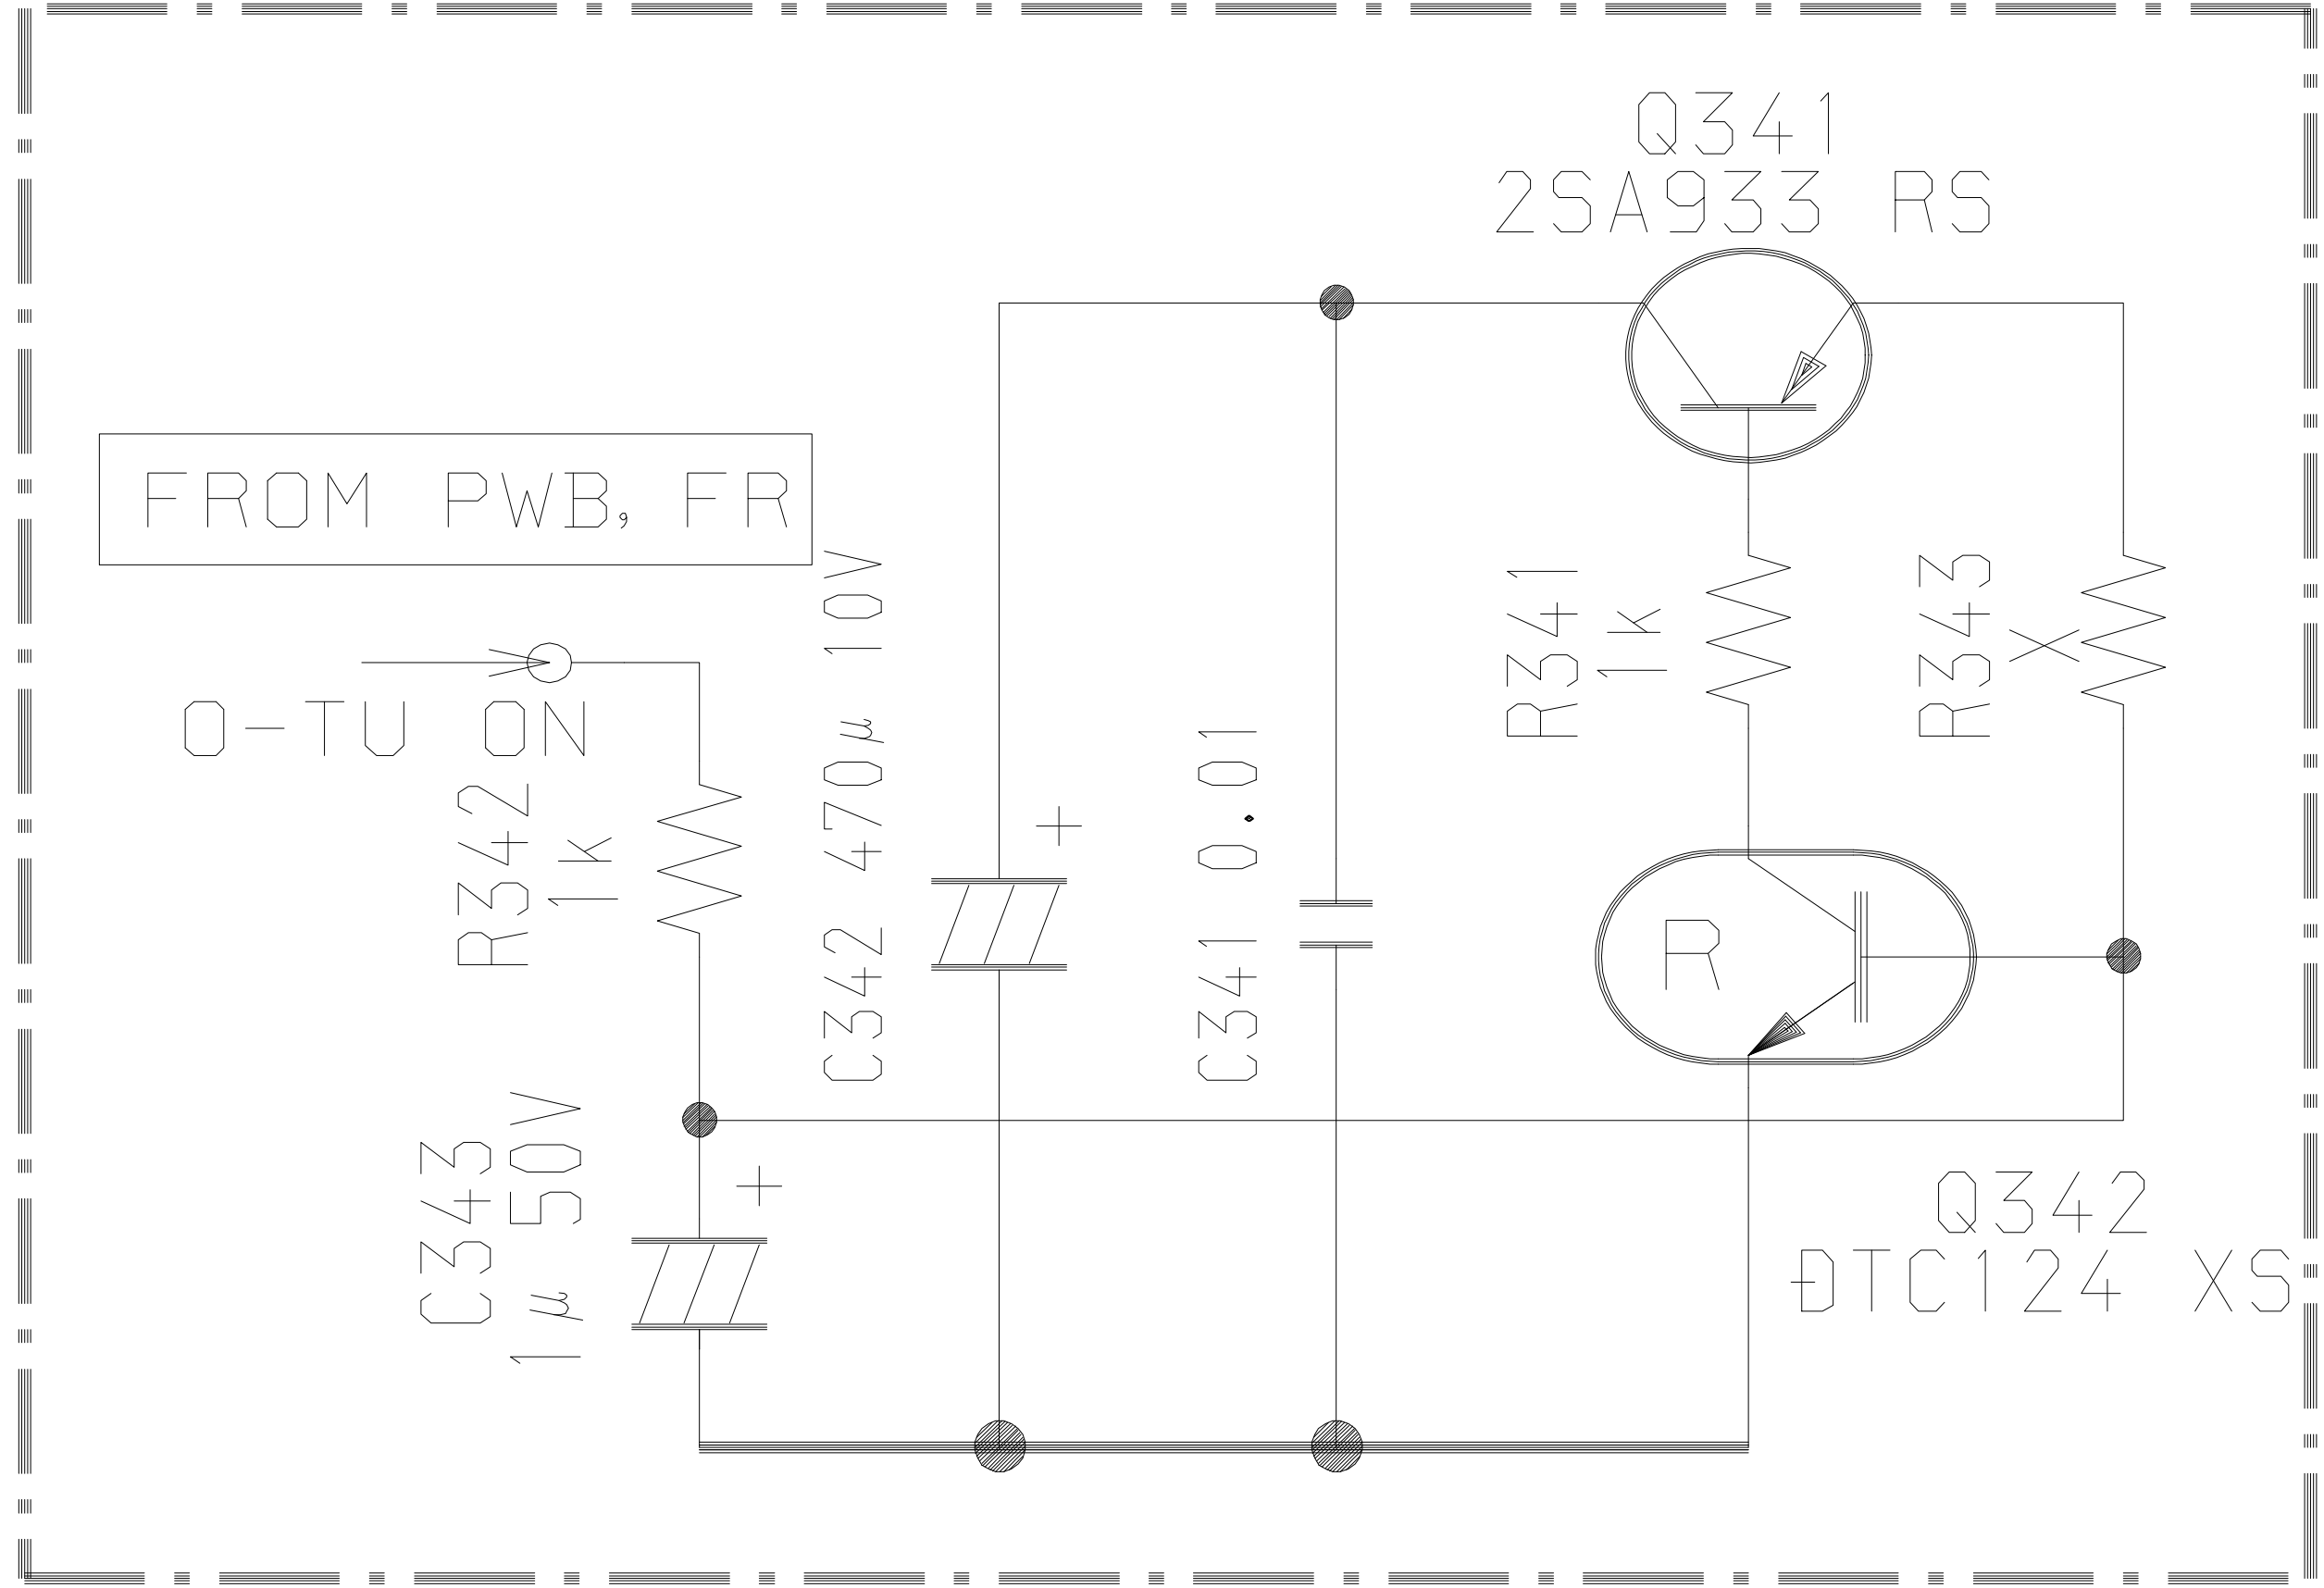 Q341
2SA933 RS
FROM PWB, FR
O-TU ON
R342
1k
C342 470μ 10V
C341 0.01
R341
1k
R343
X
R
C343
1μ 50V
Q342
DTC124 XS